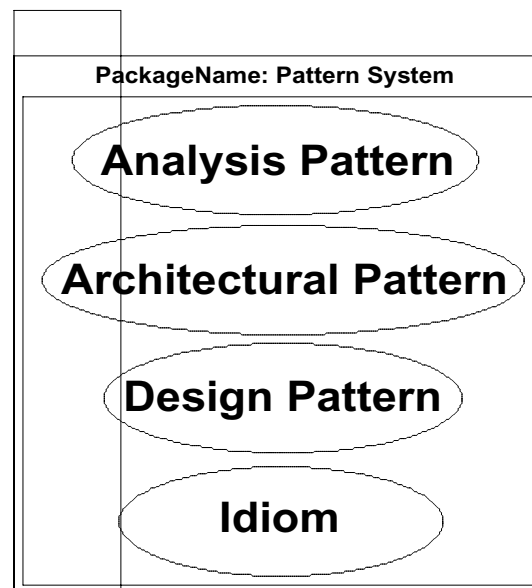 PackageName: Pattern System
Analysis Pattern
Architectural Pattern
Design Pattern
Idiom